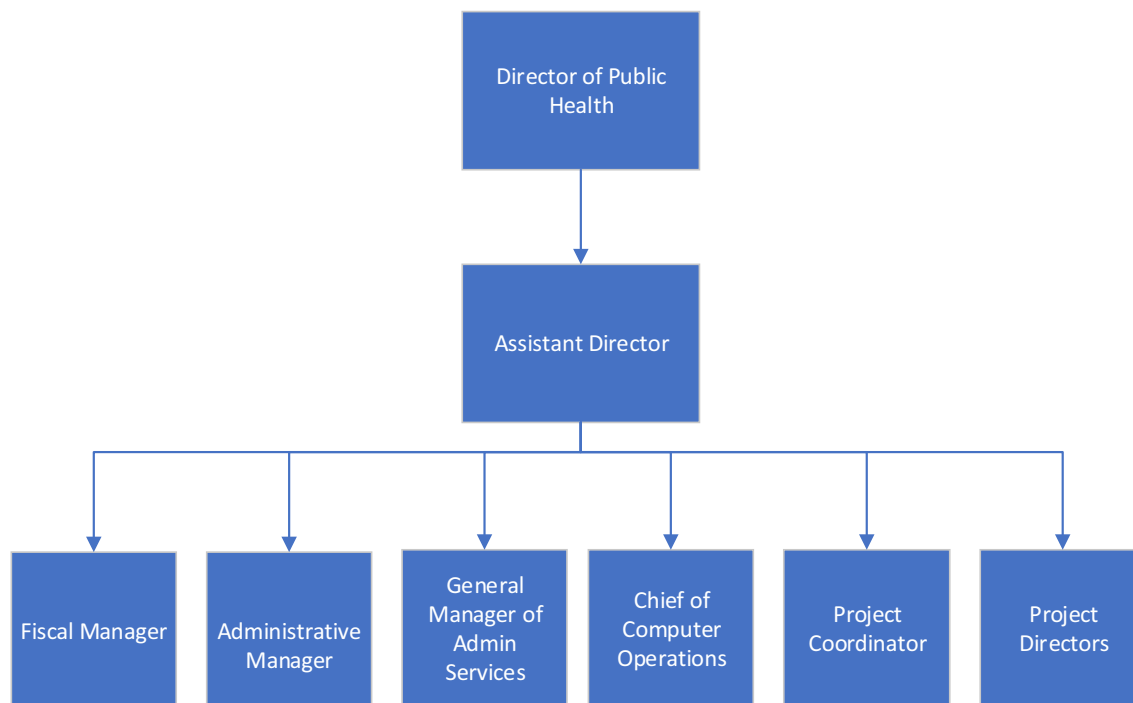 Director of Public
Health
Assistant Director
Fiscal Manager
Administrative
Manager
General
Manager of
Admin
Services
Chief of
Computer
Operations
Project
Coordinator
Project
Directors